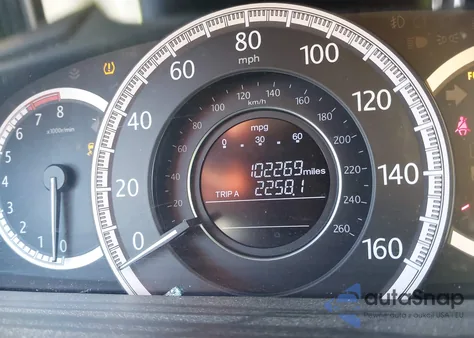 8 7 6 5 4 3 2 1 0
x1000r/min
0 20 40 60 80 100 120 140 160
mph
20 40 60 80 100 120 140 160 180 200 220 240 260
km/h
mpg
0 30 60
102269 miles
TRIP A 2258.1
autoSnap